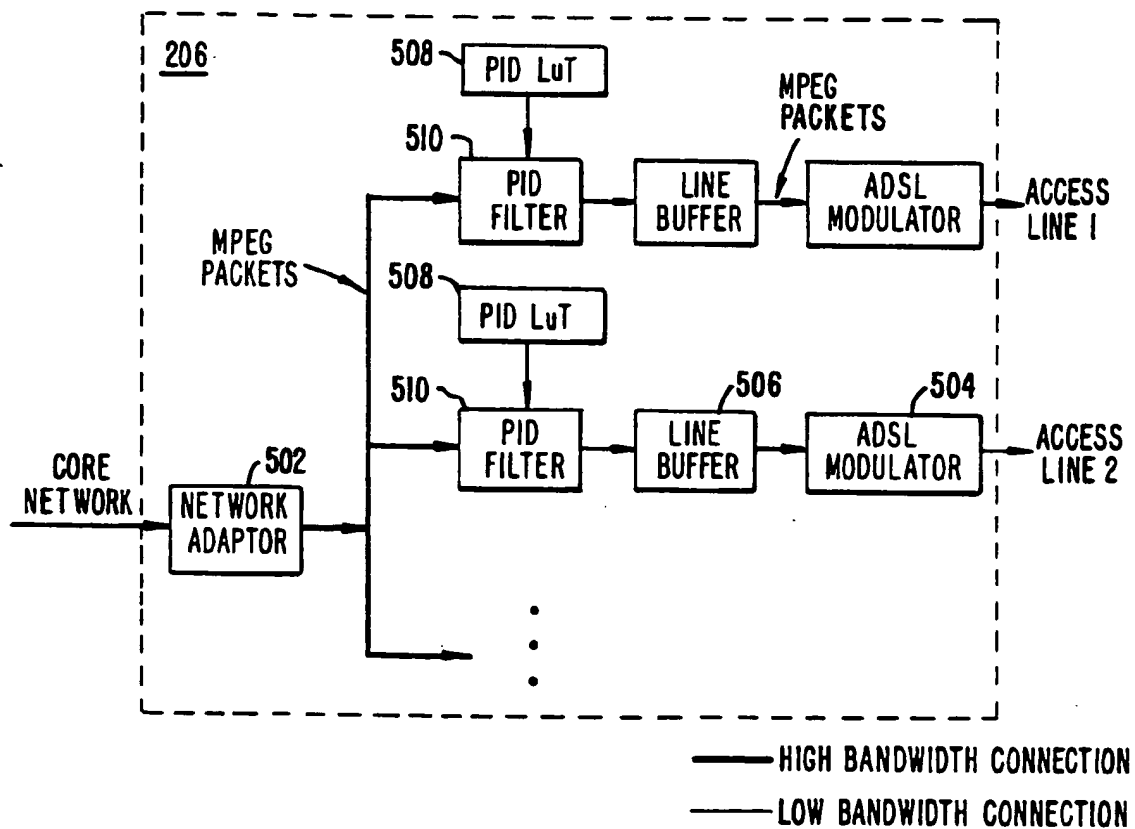 206
508
PID LuT
MPEG
PACKETS
510
PID
FILTER
LINE
BUFFER
ADSL
MODULATOR
ACCESS
LINE 1
MPEG
PACKETS
508
PID LuT
510
PID
FILTER
506
LINE
BUFFER
504
ADSL
MODULATOR
ACCESS
LINE 2
CORE
NETWORK
502
NETWORK
ADAPTOR
HIGH BANDWIDTH CONNECTION
LOW BANDWIDTH CONNECTION